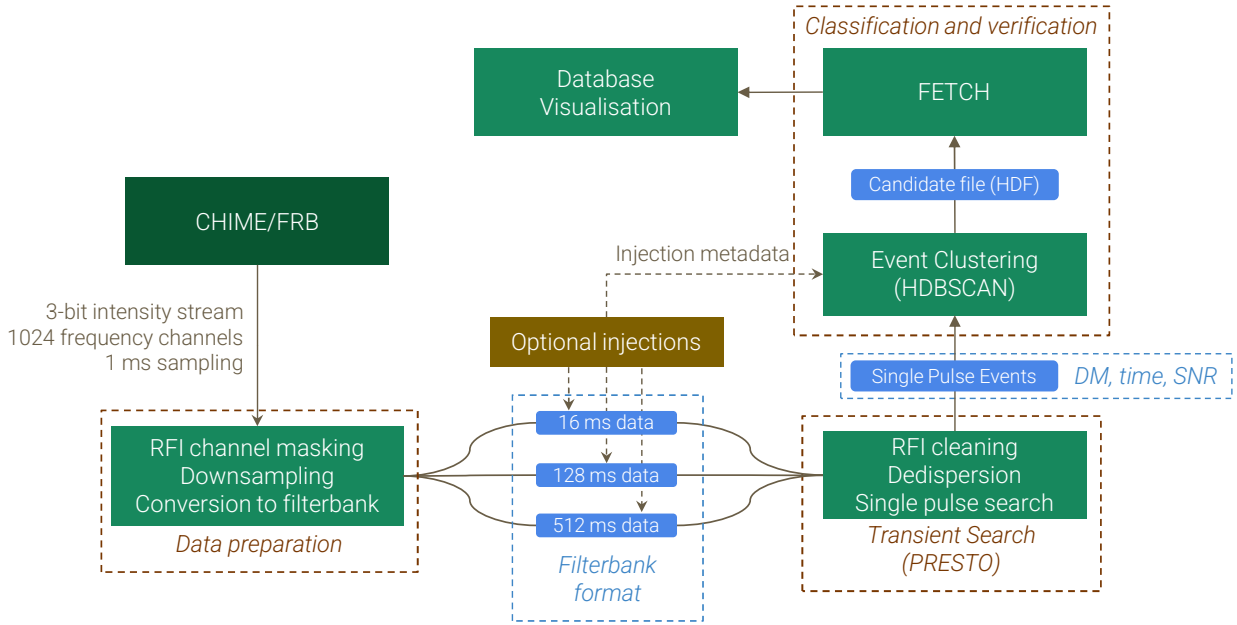 Classification and verification
Database
Visualisation
FETCH
Candidate file (HDF)
CHIME/FRB
Injection metadata
Event Clustering
(HDBSCAN)
3-bit intensity stream
1024 frequency channels
1 ms sampling
Optional injections
Single Pulse Events
DM, time, SNR
RFI channel masking
Downsampling
Conversion to filterbank
Data preparation
16 ms data
128 ms data
512 ms data
Filterbank
format
RFI cleaning
Dedispersion
Single pulse search
Transient Search
(PRESTO)